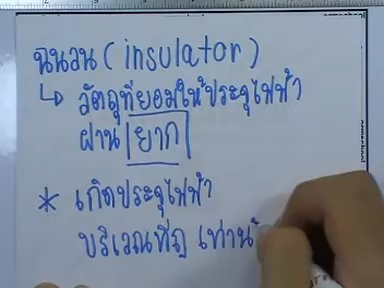 ฉนวน (insulator)
↳ วัตถุที่ยอมให้ประจุไฟฟ้า
ผ่าน ยาก
* เกิดประจุไฟฟ้า
บริเวณที่ถู